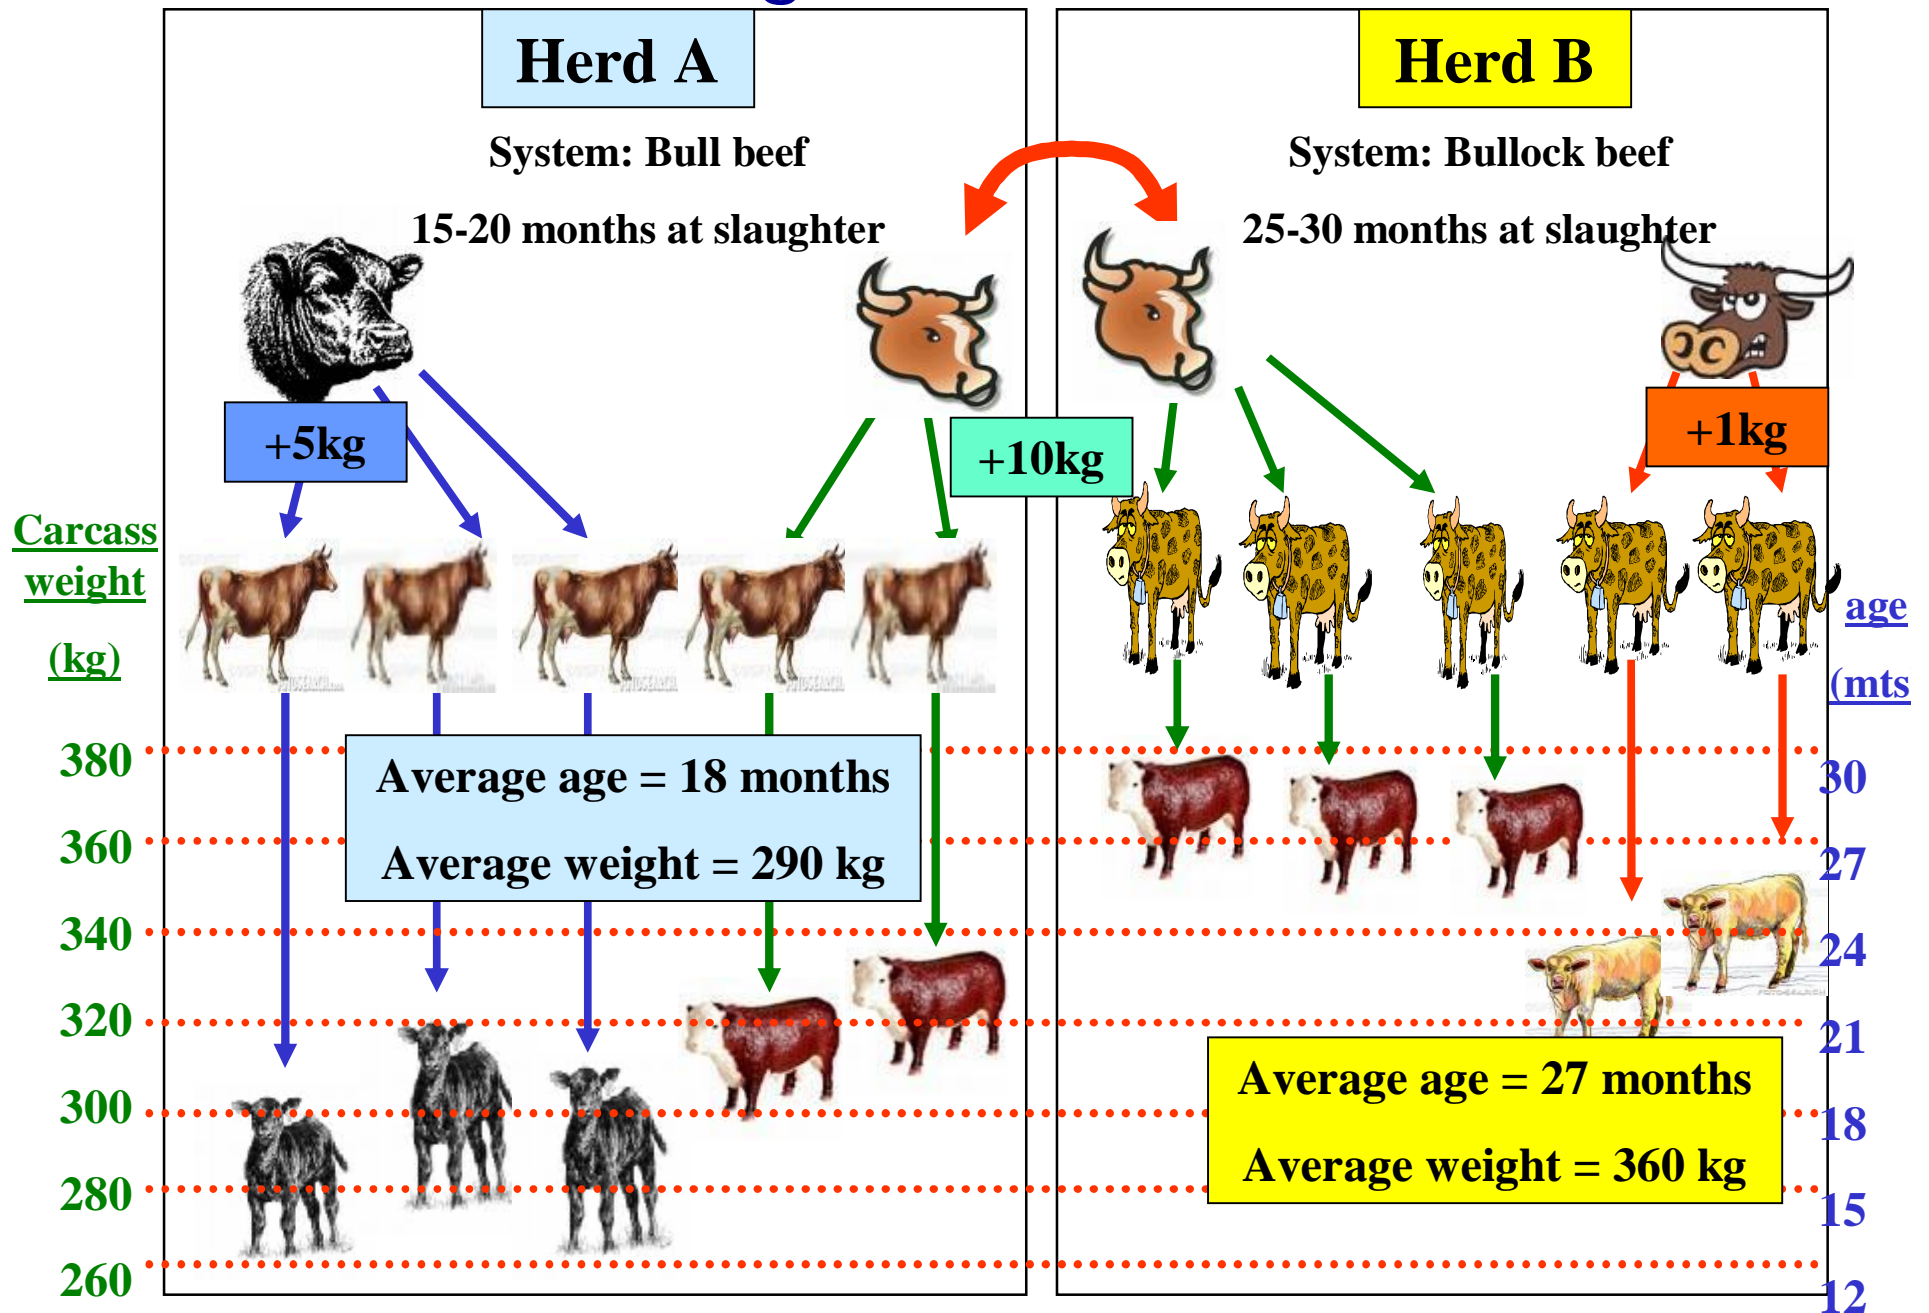 Herd A
System: Bull beef
15-20 months at slaughter
Herd B
System: Bullock beef
25-30 months at slaughter
+5kg
+10kg
+1kg
Carcass
weight
(kg)
380
360
340
320
300
280
260
Average age = 18 months
Average weight = 290 kg
Average age = 27 months
Average weight = 360 kg
age
(mts
30
27
24
21
18
15
12